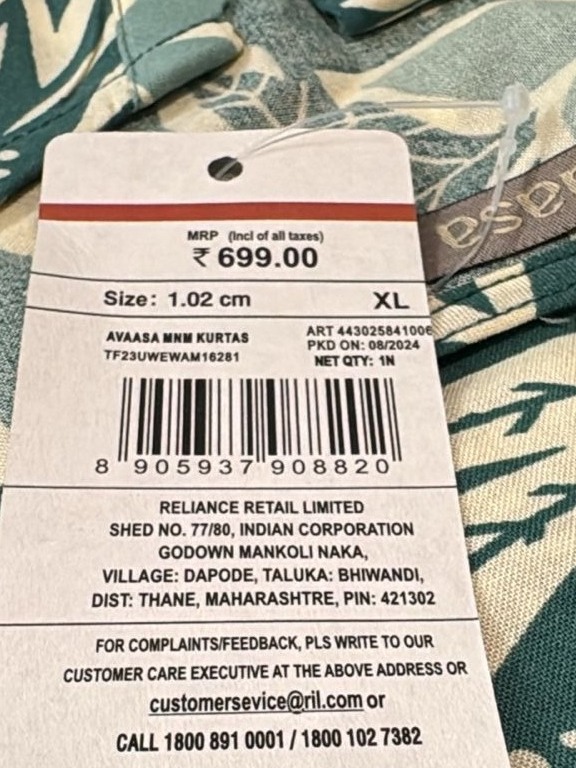 MRP (Incl of all taxes)
₹ 699.00
Size: 1.02 cm XL
AVAASA MNM KURTAS
TF23UWEWAM16281
ART 443025841006
PKD ON: 08/2024
NET QTY: 1N
8 905937 908820
RELIANCE RETAIL LIMITED
SHED NO. 77/80, INDIAN CORPORATION
GODOWN MANKOLI NAKA,
VILLAGE: DAPODE, TALUKA: BHIWANDI,
DIST: THANE, MAHARASHTRE, PIN: 421302
FOR COMPLAINTS/FEEDBACK, PLS WRITE TO OUR
CUSTOMER CARE EXECUTIVE AT THE ABOVE ADDRESS OR
customersevice@ril.com or
CALL 1800 891 0001 / 1800 102 7382